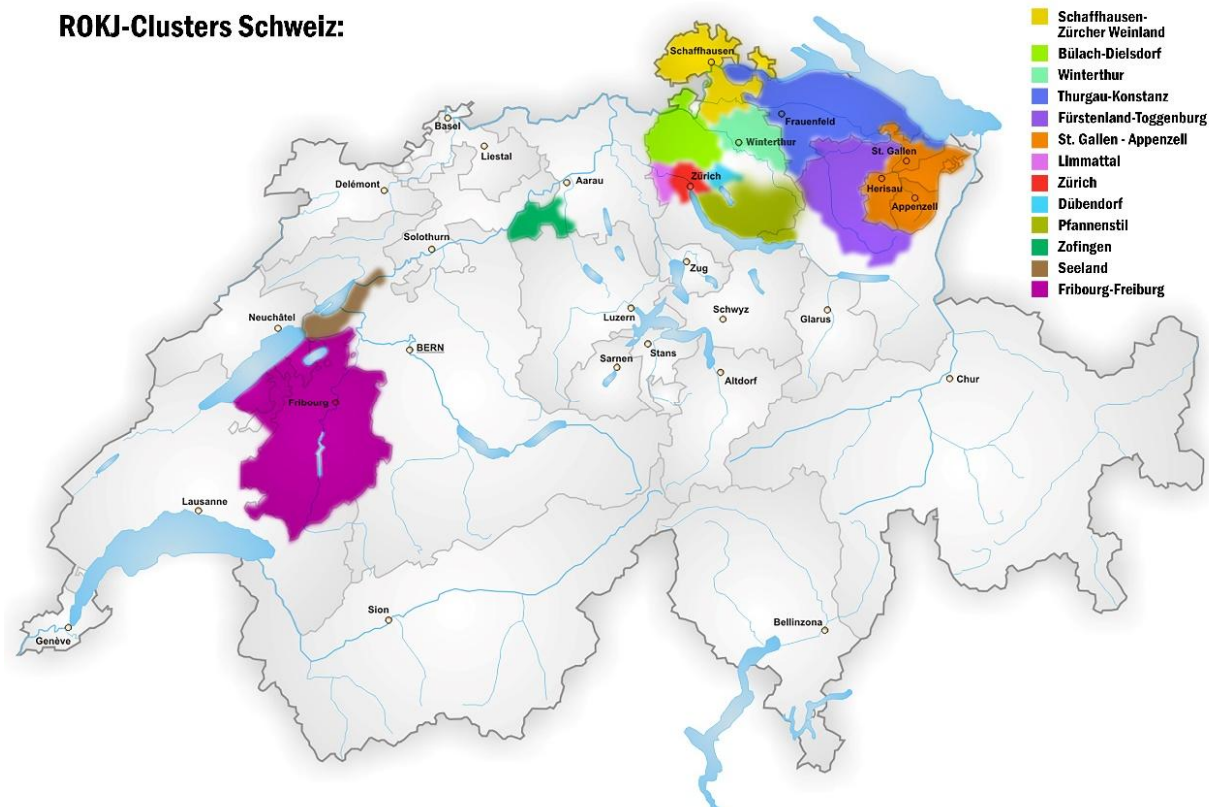 ROKJ-Clusters Schweiz:
Schaffhausen-
Zürcher Weinland
Bülach-Dielsdorf
Winterthur
Thurgau-Konstanz
Fürstenland-Toggenburg
St. Gallen - Appenzell
LImmattal
Zürich
Dübendorf
Pfannenstil
Zofingen
Seeland
Fribourg-Freiburg
Schaffhausen
Basel
Frauenfeld
Liestal
Winterthur
St. Gallen
Delémont
Aarau
Zürich
Herisau
Appenzell
Solothurn
Zug
Neuchâtel
Luzern
Schwyz
Glarus
BERN
Sarnen
Stans
Altdorf
Chur
Fribourg
Lausanne
Sion
Bellinzona
Genève